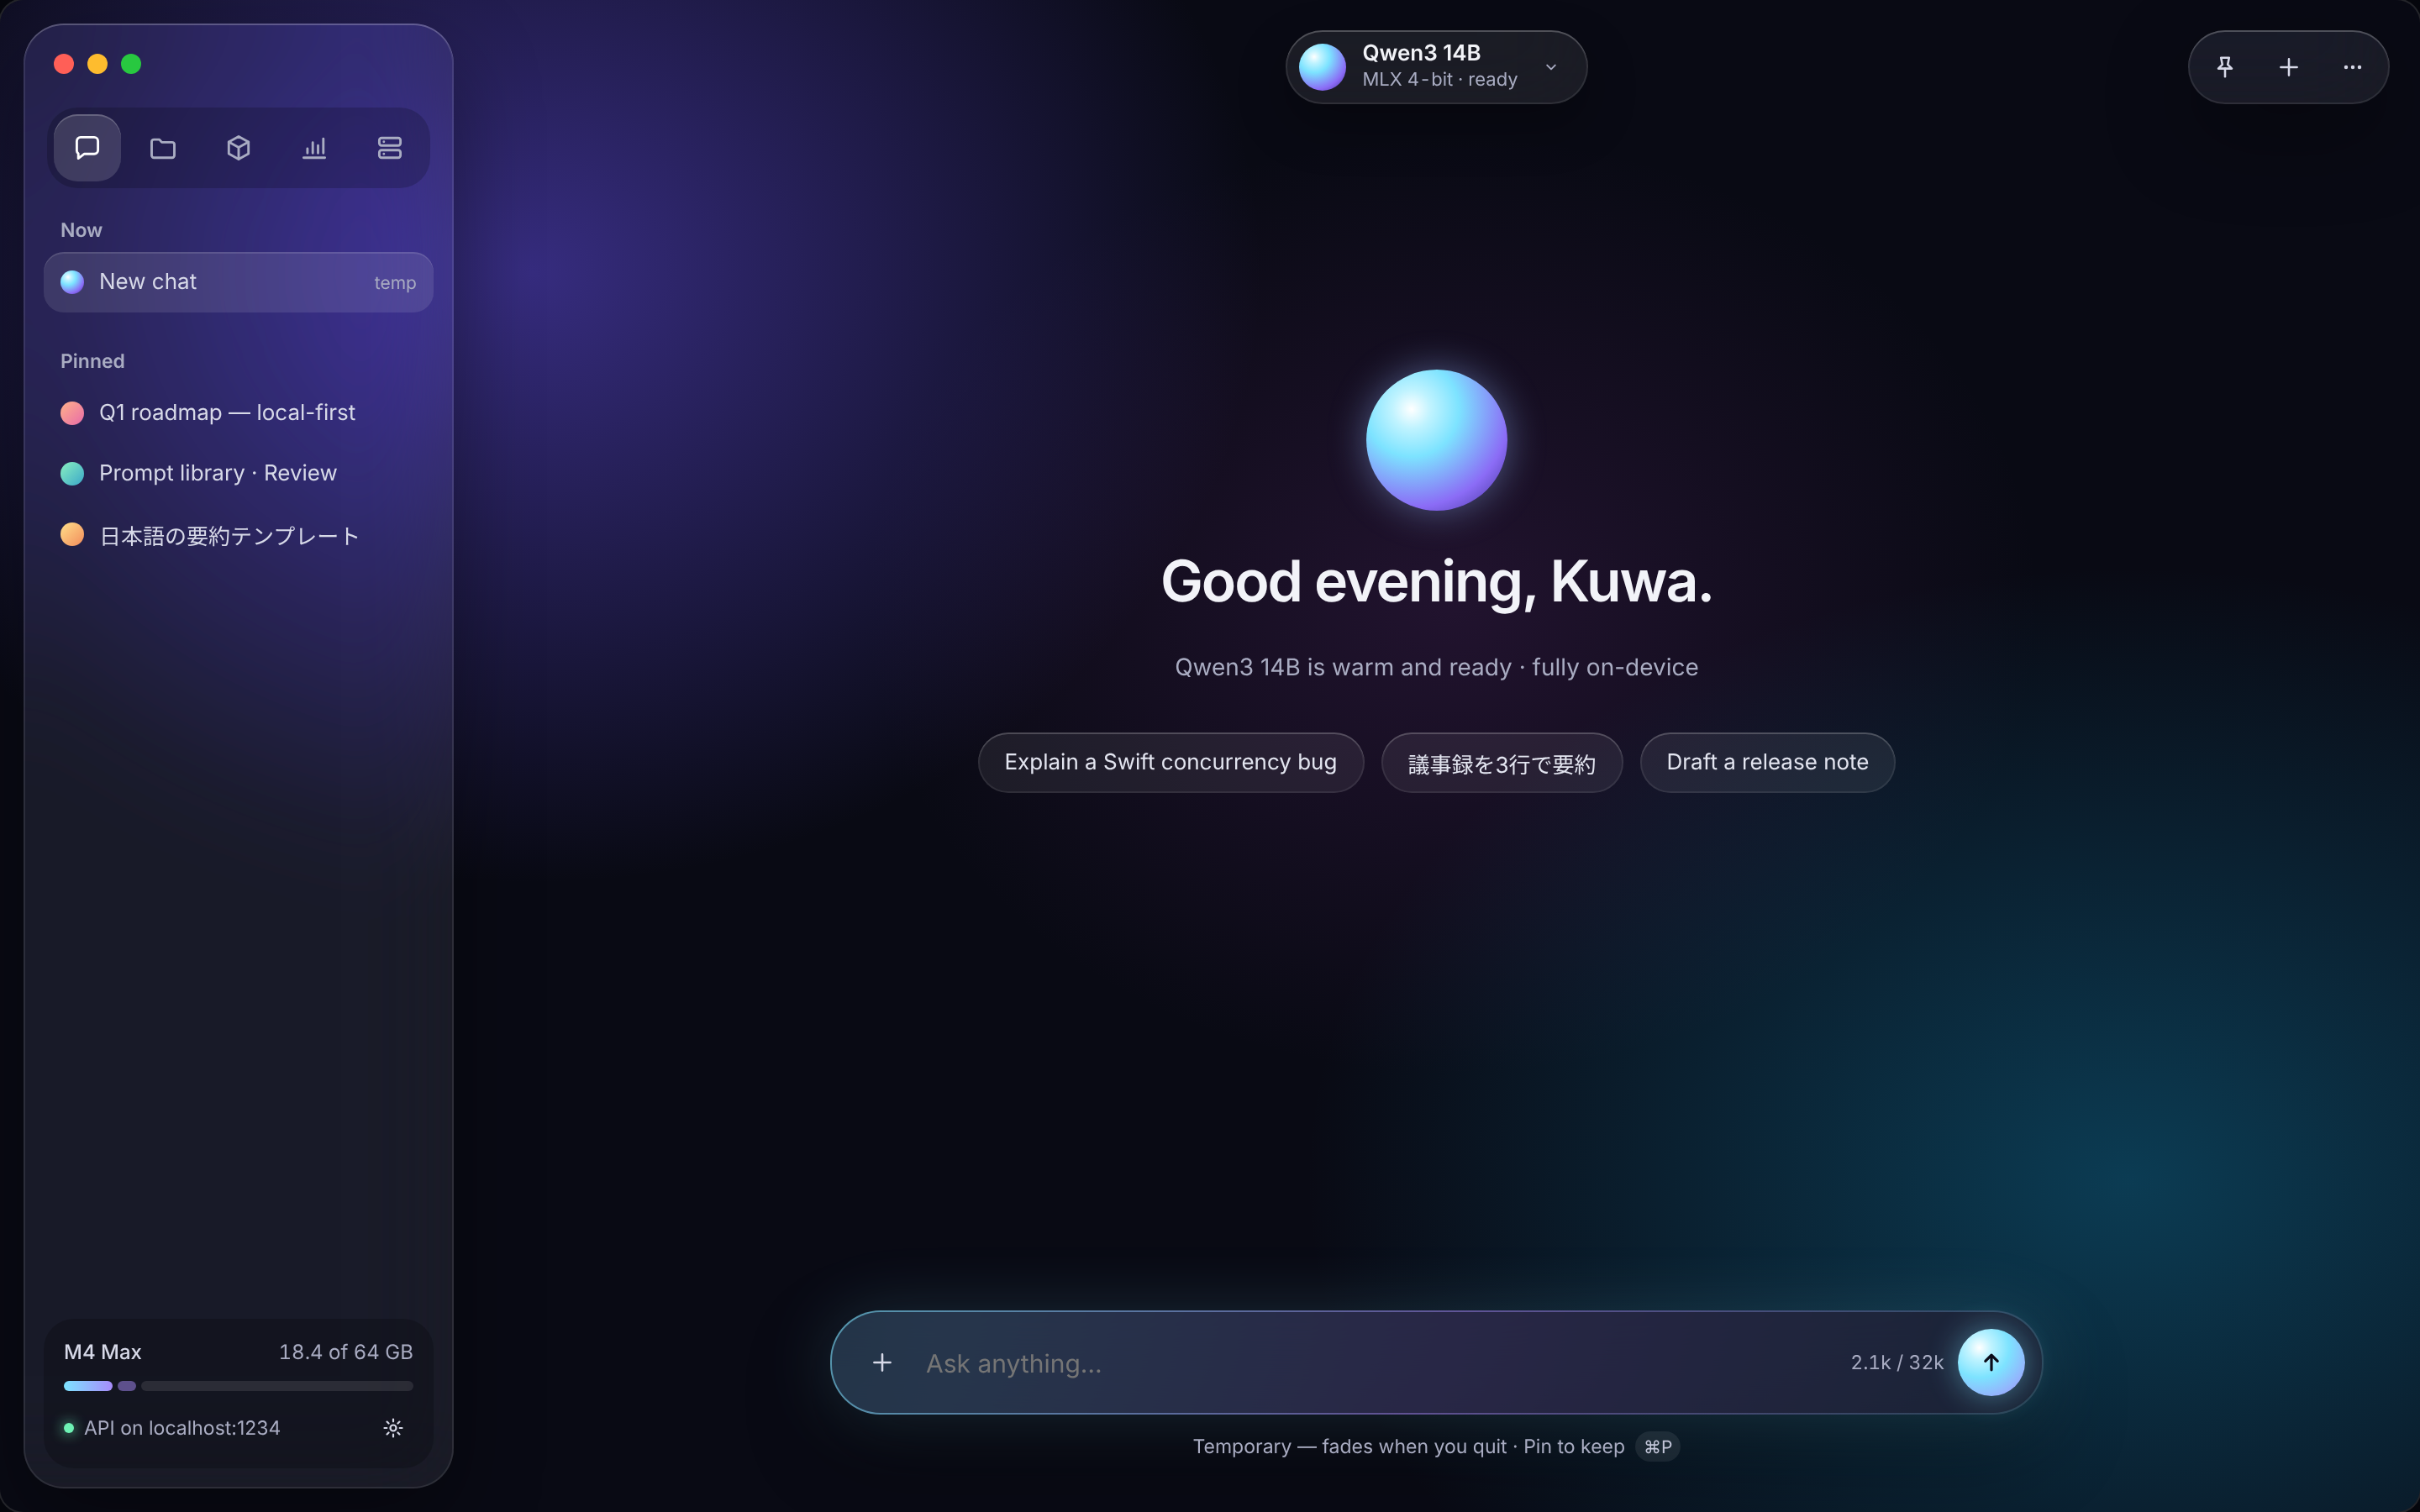 Qwen3 14B
MLX 4-bit · ready
Now
New chat
temp
Pinned
Q1 roadmap — local-first
Prompt library · Review
日本語の要約テンプレート
Good evening, Kuwa.
Qwen3 14B is warm and ready · fully on-device
Explain a Swift concurrency bug
議事録を3行で要約
Draft a release note
M4 Max
18.4 of 64 GB
API on localhost:1234
Ask anything...
2.1k / 32k
Temporary — fades when you quit · Pin to keep ⌘P